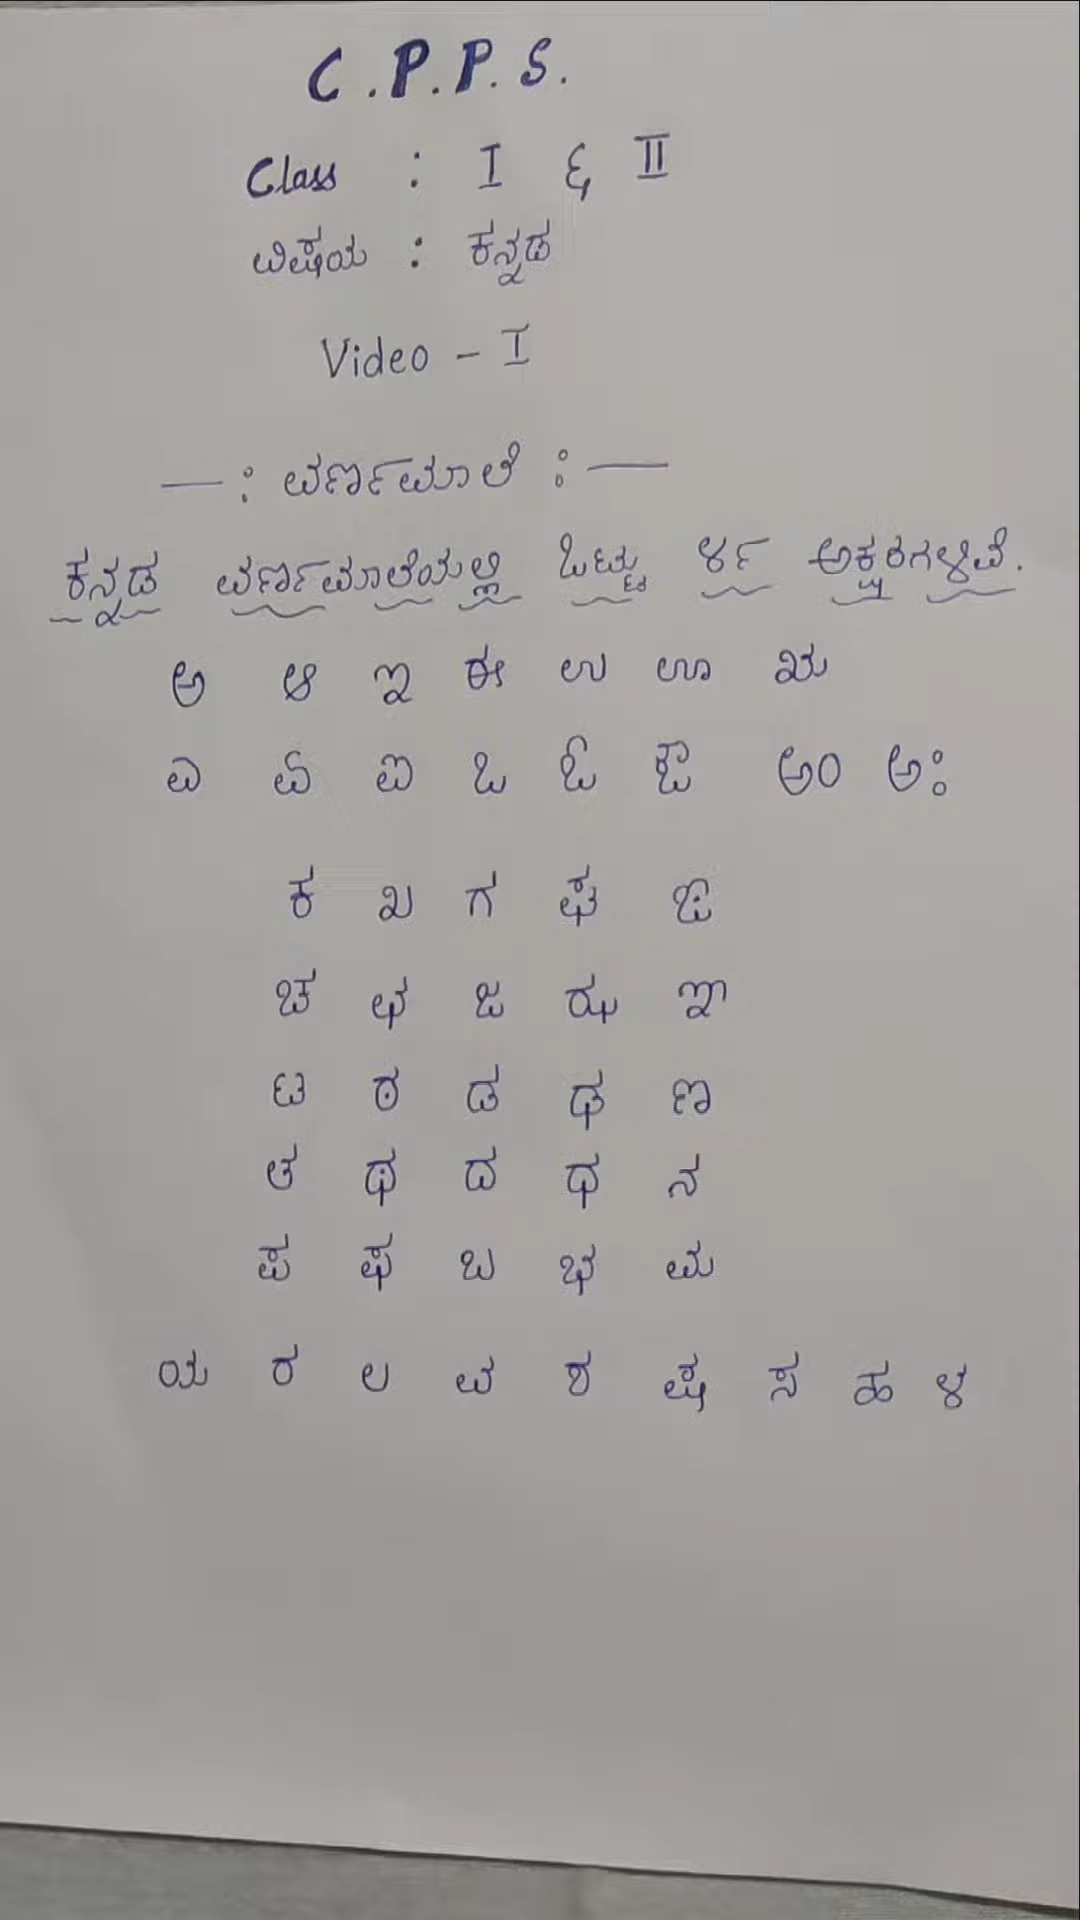 C.P.P.S.
Class : I & II
ವಿಷಯ : ಕನ್ನಡ
Video - I
—: ವರ್ಣಮಾಲೆ :—
ಕನ್ನಡ ವರ್ಣಮಾಲೆಯಲ್ಲಿ ಒಟ್ಟು ೪೯ ಅಕ್ಷರಗಳಿವೆ.
ಅ ಆ ಇ ಈ ಉ ಊ ಋ
ಎ ಏ ಐ ಒ ಓ ಔ ಅಂ ಅಃ
ಕ ಖ ಗ ಘ ಙ
ಚ ಛ ಜ ಝ ಞ
ಟ ಠ ಡ ಢ ಣ
ತ ಥ ದ ಧ ನ
ಪ ಫ ಬ ಭ ಮ
ಯ ರ ಲ ವ ಶ ಷ ಸ ಹ ಳ